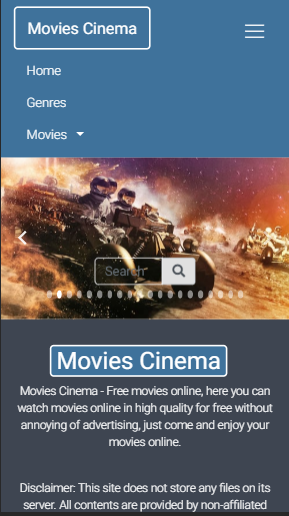 Movies Cinema
Home
Genres
Movies
Search
Movies Cinema
Movies Cinema - Free movies online, here you can
watch movies online in high quality for free without
annoying of advertising, just come and enjoy your
movies online.
Disclaimer: This site does not store any files on its
server. All contents are provided by non-affiliated